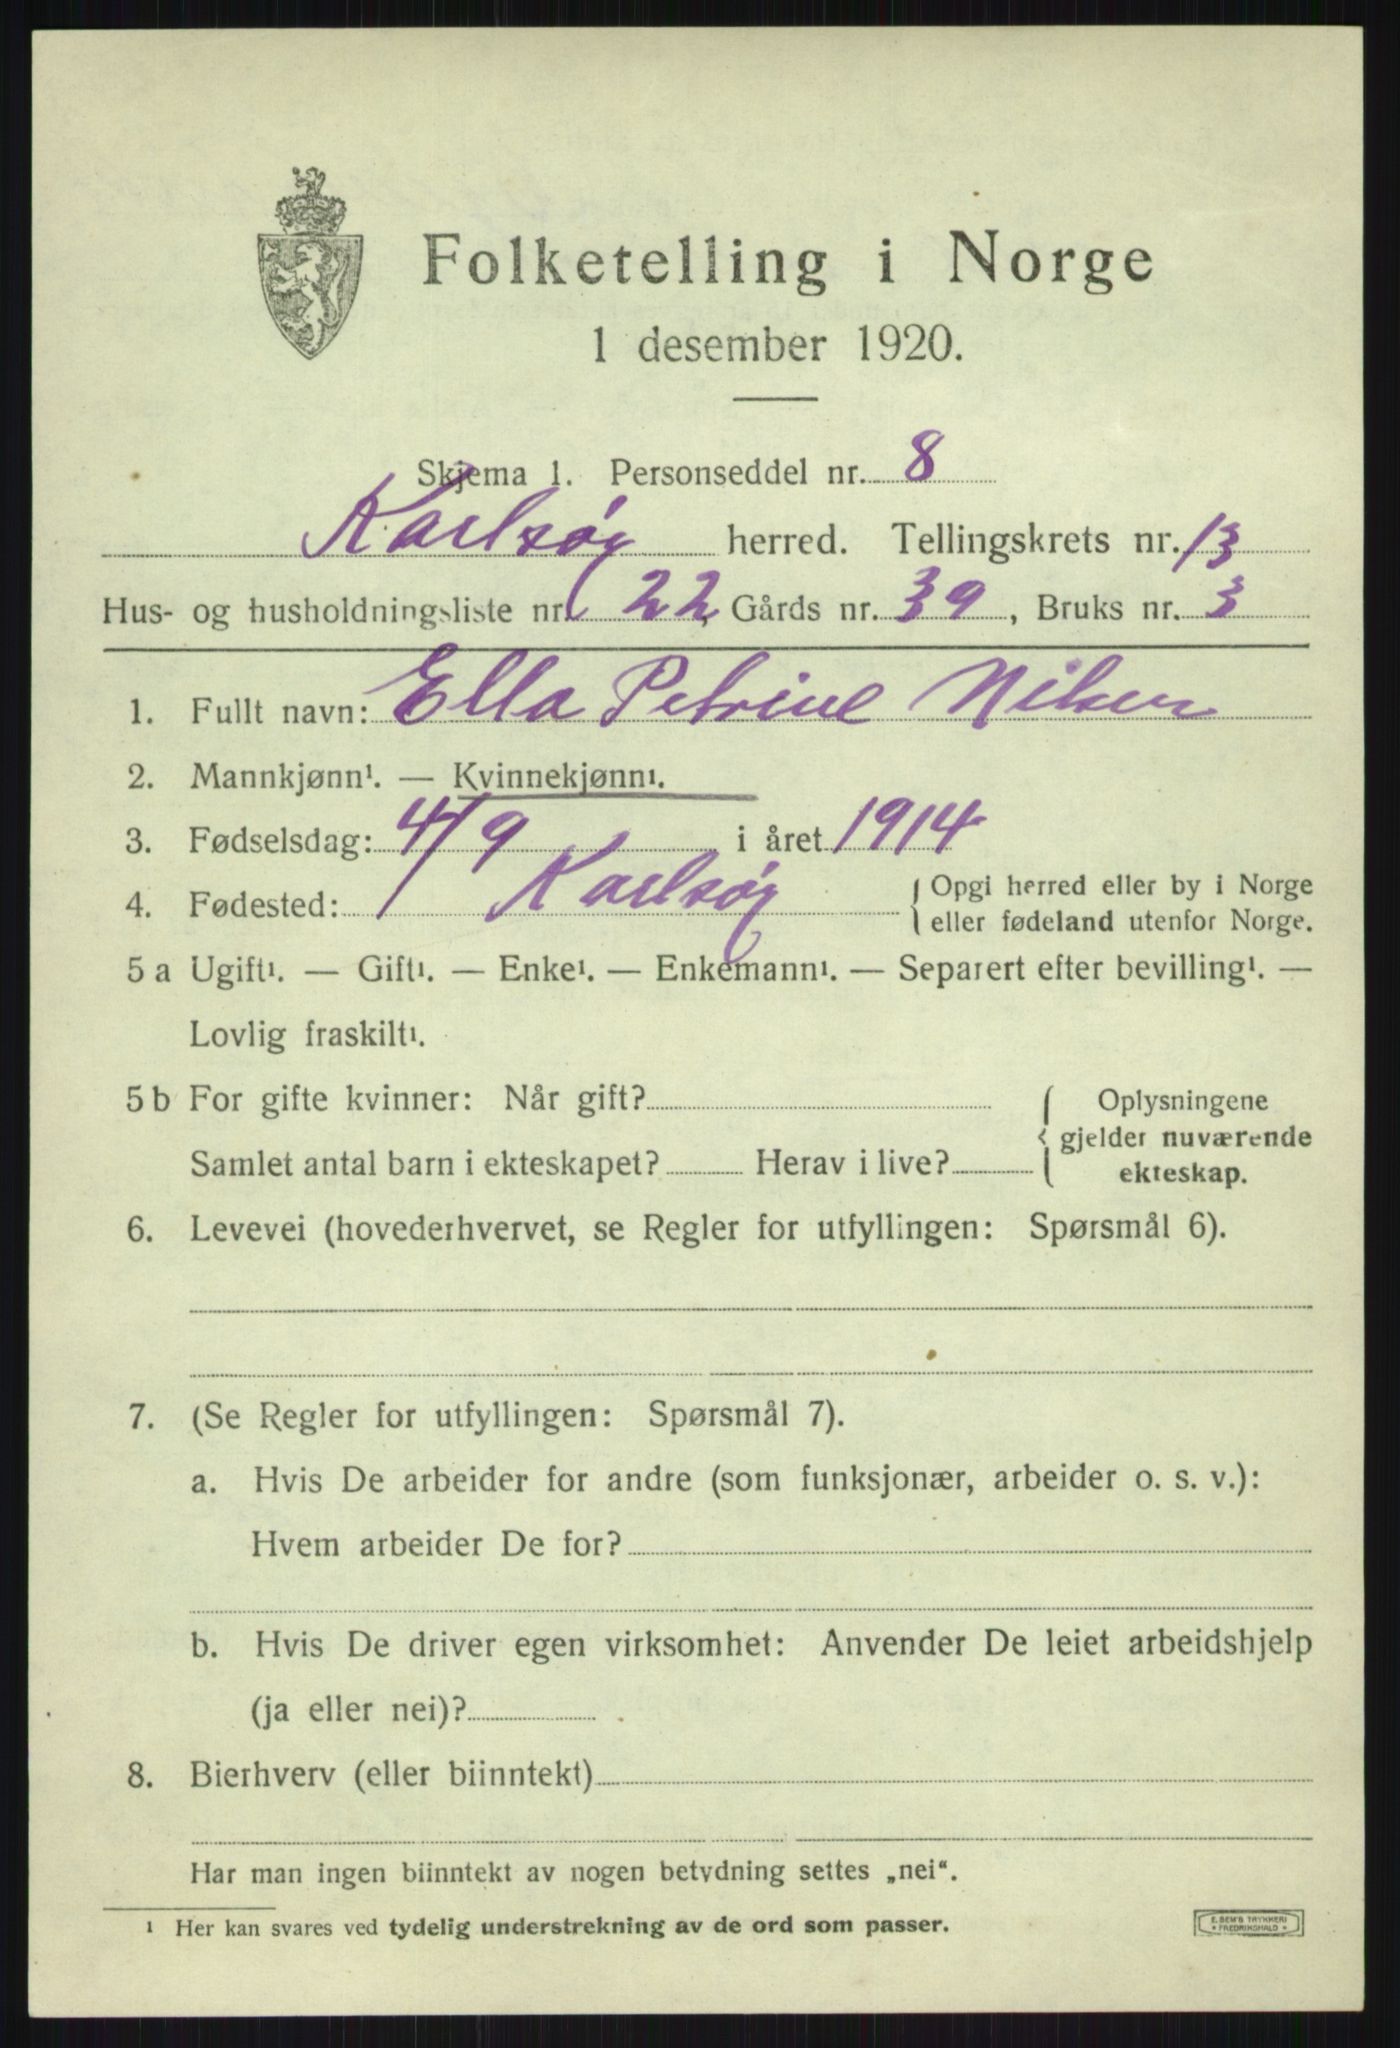 Folketelling i Norge
1 desember 1920.
Skjema 1. Personseddel nr. 8
Karlsøy herred. Tellingskrets nr. 13
Hus- og husholdningsliste nr. 22, Gårds nr. 39, Bruks nr. 3
1. Fullt navn: Ella Petrine Nilsen
2. Mannkjønn¹. — Kvinnekjønn¹.
3. Fødselsdag: 4/9 i året 1914
4. Fødested: Karlsøy { Opgi herred eller by i Norge
eller fødeland utenfor Norge.
5 a Ugift¹. — Gift¹. — Enke¹. — Enkemann¹. — Separert efter bevilling¹. —
Lovlig fraskilt¹.
5 b For gifte kvinner: Når gift? { Oplysningene
gjelder nuværende
Samlet antal barn i ekteskapet? Herav i live? ekteskap.
6. Levevei (hovederhvervet, se Regler for utfyllingen: Spørsmål 6).
7. (Se Regler for utfyllingen: Spørsmål 7).
a. Hvis De arbeider for andre (som funksjonær, arbeider o. s. v.):
Hvem arbeider De for?
b. Hvis De driver egen virksomhet: Anvender De leiet arbeidshjelp
(ja eller nei)?
8. Bierhverv (eller biinntekt)
Har man ingen biinntekt av nogen betydning settes „nei“.
¹ Her kan svares ved tydelig understrekning av de ord som passer.
E. SEM'S TRYKKERI
* FREDRIKSHALD *